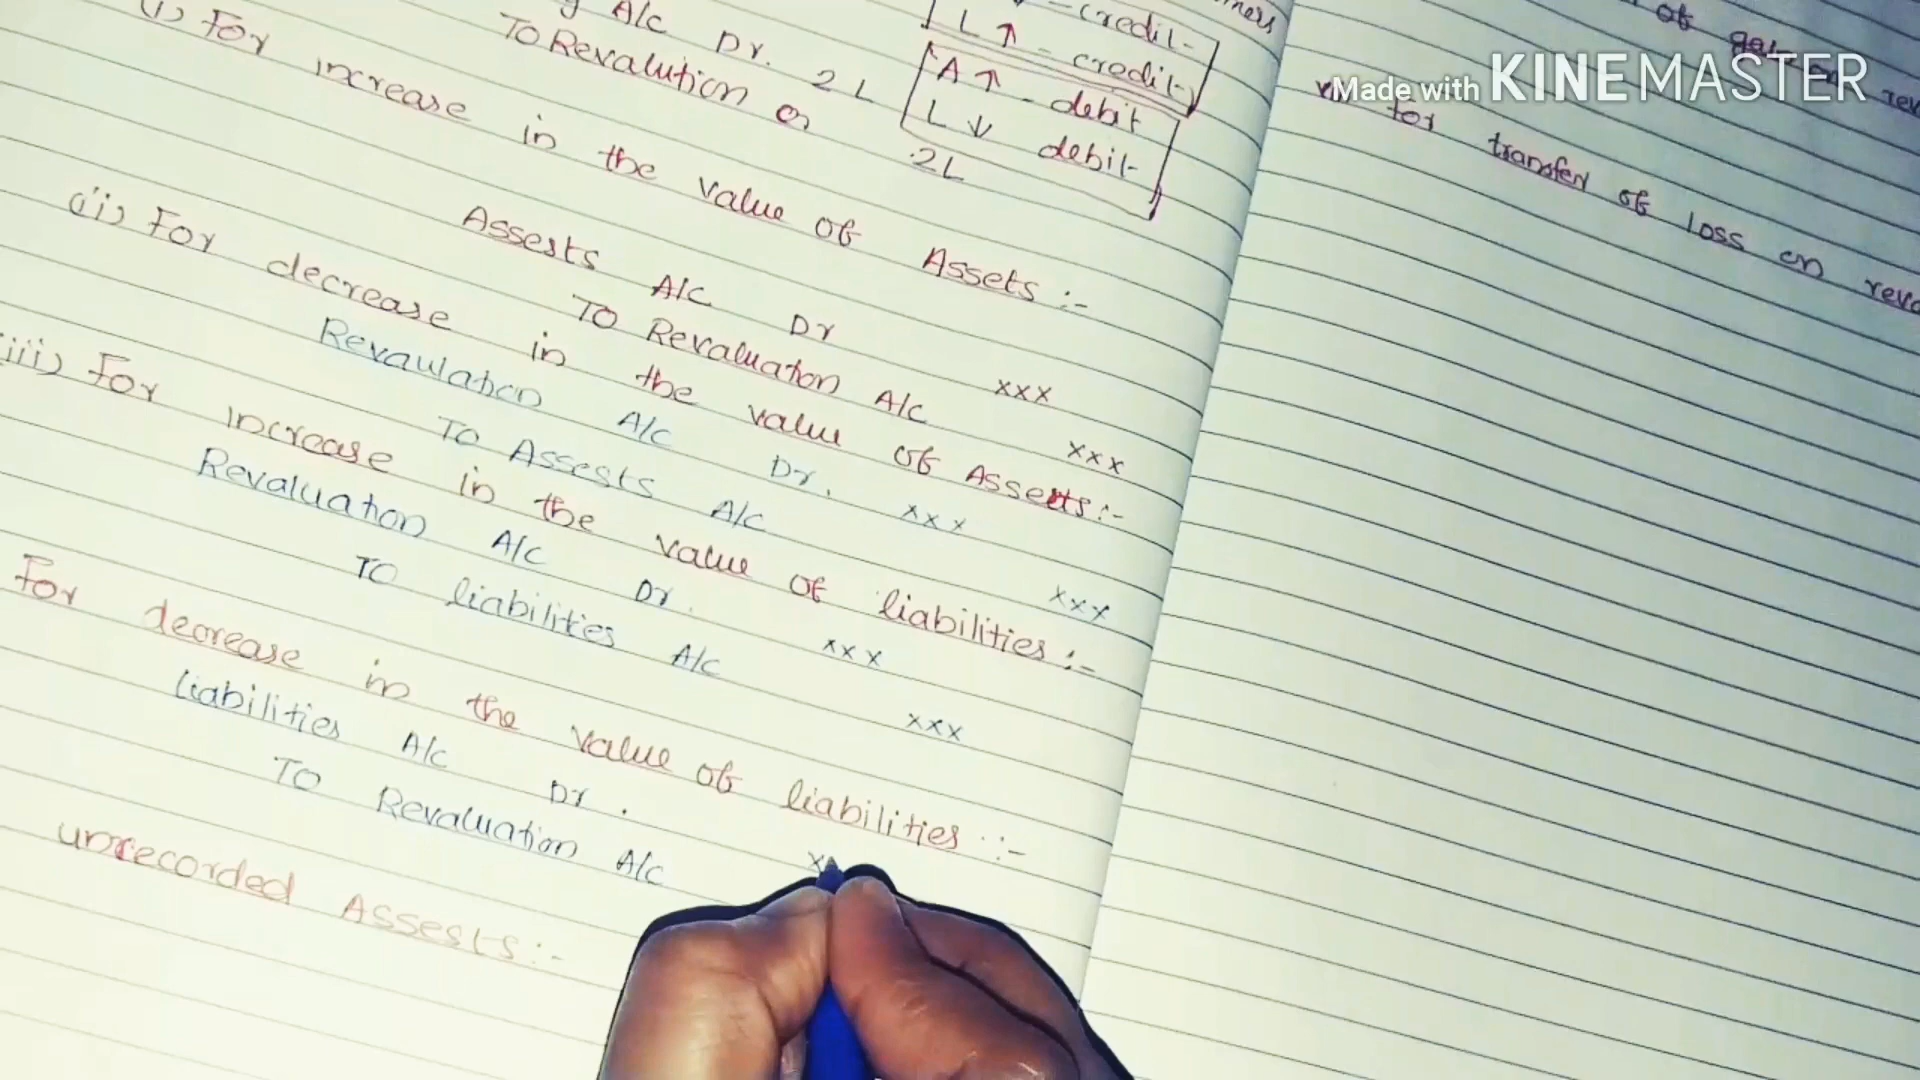 A/c Dr. 2L
To Revalution
2L
credit
L ↑ - credit
A ↑ - debit
L ↓ debit
(i) For increase in the value of Assets :-
Assests A/c Dr xxx
To Revaluation A/c xxx
(ii) For decrease in the value of Assets :-
Revaulation A/c Dr. xxx
To Assests A/c xxx
(iii) For increase in the value of liabilities :-
Revaluation A/c Dr. xxx
To liabilities A/c xxx
For decrease in the value of liabilities :-
Liabilities A/c Dr.
To Revaluation A/c
unrecorded Assests :-
of
For transfer of loss on
Made with KINEMASTER